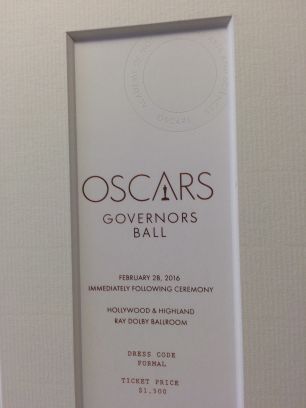 OSCARS
GOVERNORS
BALL
FEBRUARY 28, 2016
IMMEDIATELY FOLLOWING CEREMONY
HOLLYWOOD & HIGHLAND
RAY DOLBY BALLROOM
DRESS CODE
FORMAL
TICKET PRICE
$1,500